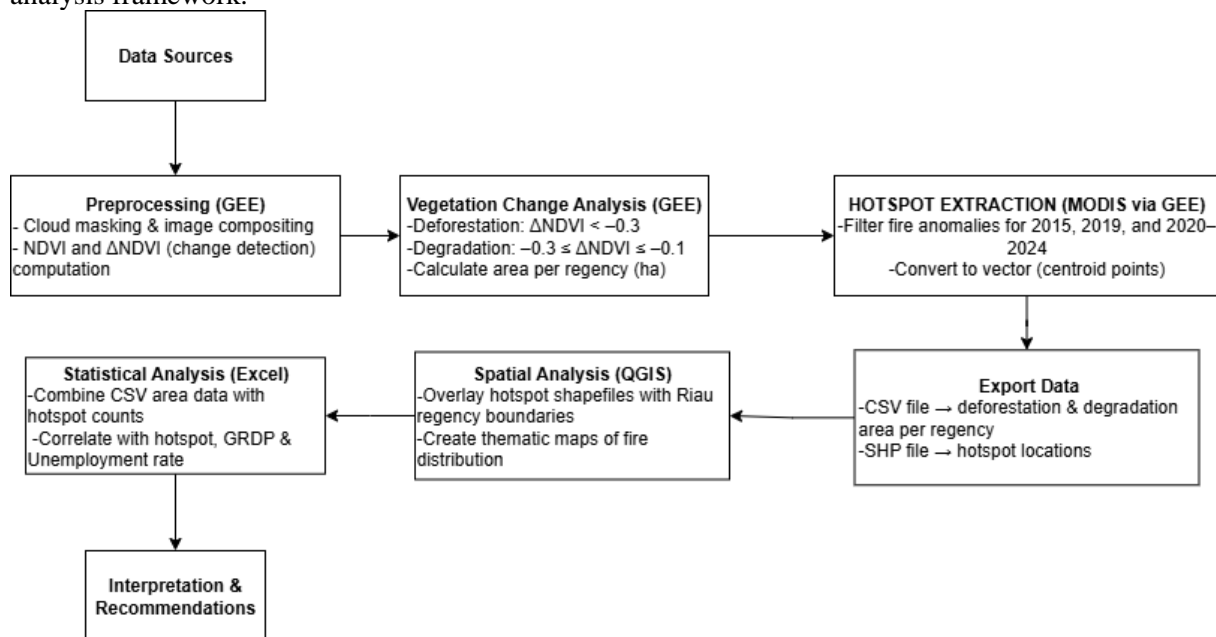 analysis framework.
Data Sources
Preprocessing (GEE)
- Cloud masking & image compositing
- NDVI and ΔNDVI (change detection)
computation
Vegetation Change Analysis (GEE)
-Deforestation: ΔNDVI < −0.3
-Degradation: −0.3 ≤ ΔNDVI ≤ −0.1
-Calculate area per regency (ha)
HOTSPOT EXTRACTION (MODIS via GEE)
-Filter fire anomalies for 2015, 2019, and 2020–
2024
-Convert to vector (centroid points)
Export Data
-CSV file → deforestation & degradation
area per regency
-SHP file → hotspot locations
Spatial Analysis (QGIS)
-Overlay hotspot shapefiles with Riau
regency boundaries
-Create thematic maps of fire
distribution
Statistical Analysis (Excel)
-Combine CSV area data with
hotspot counts
-Correlate with hotspot, GRDP &
Unemployment rate
Interpretation &
Recommendations